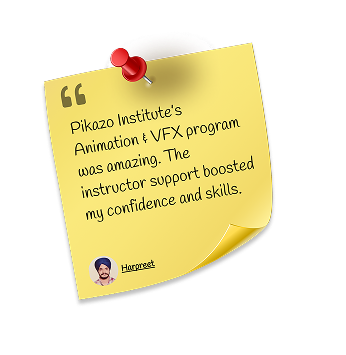 “
Pikazo Institute's
Animation & VFX program
was amazing. The
instructor support boosted
my confidence and skills.
Harpreet